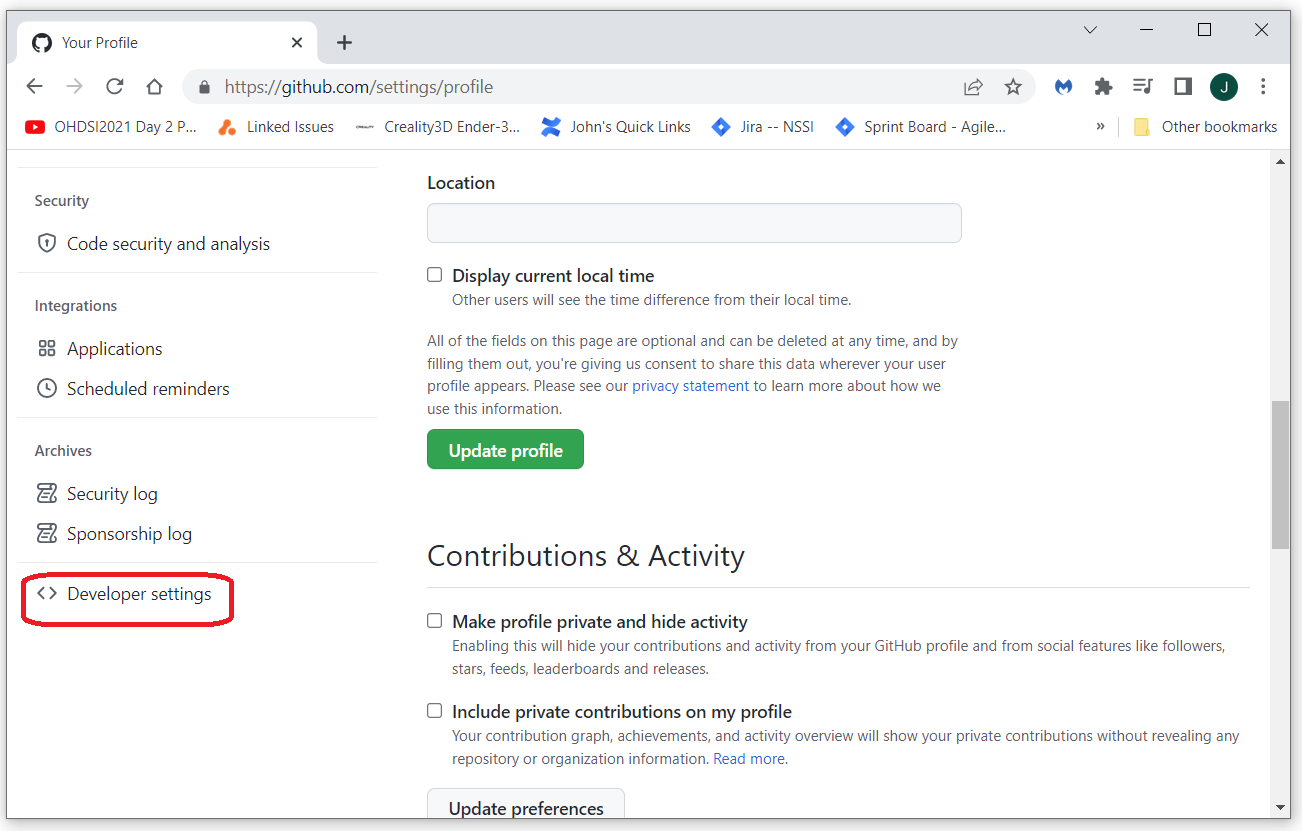 Your Profile
https://github.com/settings/profile
J
OHDSI2021 Day 2 P...
Linked Issues
CREALITY
Creality3D Ender-3...
John's Quick Links
Jira -- NSSI
Sprint Board - Agile...
»
Other bookmarks
Security
Code security and analysis
Integrations
Applications
Scheduled reminders
Archives
Security log
Sponsorship log
Developer settings
Location
Display current local time
Other users will see the time difference from their local time.
All of the fields on this page are optional and can be deleted at any time, and by
filling them out, you're giving us consent to share this data wherever your user
profile appears. Please see our privacy statement to learn more about how we
use this information.
Update profile
Contributions & Activity
Make profile private and hide activity
Enabling this will hide your contributions and activity from your GitHub profile and from social features like followers,
stars, feeds, leaderboards and releases.
Include private contributions on my profile
Your contribution graph, achievements, and activity overview will show your private contributions without revealing any
repository or organization information. Read more.
Update preferences